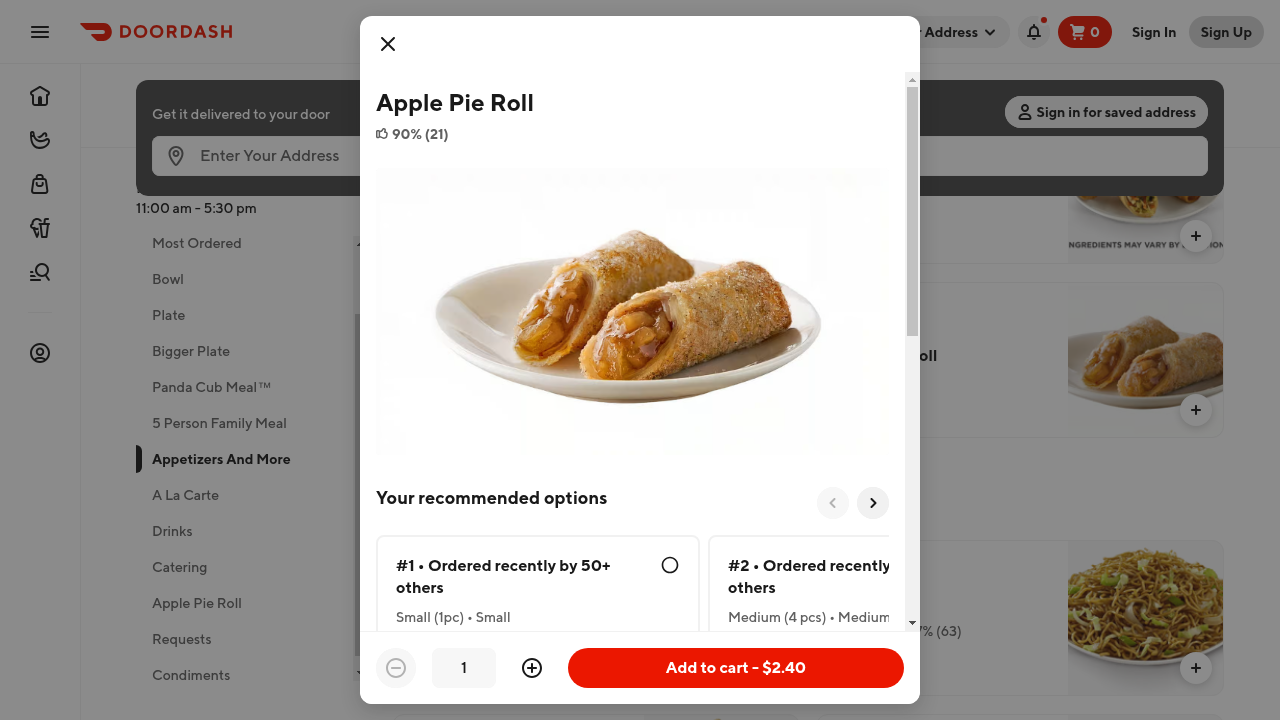 DOORDASH
Address
0
Sign In
Sign Up
Get it delivered to your door
Sign in for saved address
Enter Your Address
11:00 am - 5:30 pm
Most Ordered
Bowl
Plate
Bigger Plate
Panda Cub Meal™
5 Person Family Meal
Appetizers And More
A La Carte
Drinks
Catering
Apple Pie Roll
Requests
Condiments
Apple Pie Roll
90% (21)
Your recommended options
#1 • Ordered recently by 50+
others
Small (1pc) • Small
#2 • Ordered recently
others
Medium (4 pcs) • Medium
1
Add to cart - $2.40
INGREDIENTS MAY VARY BY
% (63)